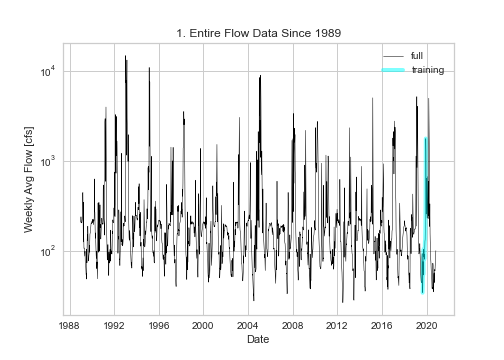 1. Entire Flow Data Since 1989
full
training
10^4
10^3
10^2
Weekly Avg Flow [cfs]
1988 1992 1996 2000 2004 2008 2012 2016 2020
Date